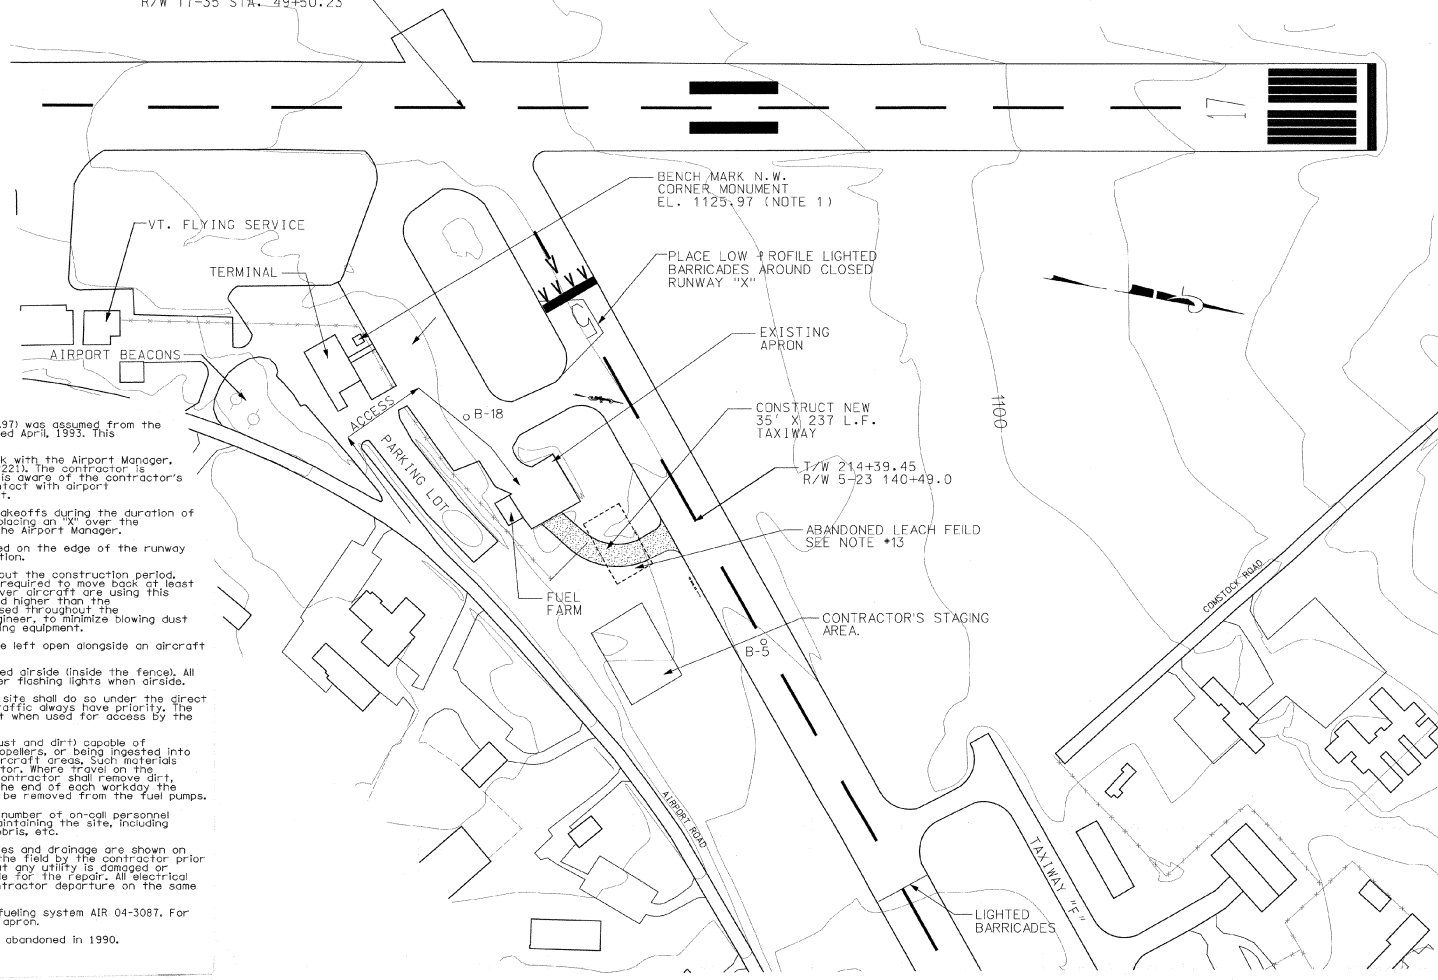 R/W 17-35 STA. 49+50.23
17
BENCH MARK N.W.
CORNER MONUMENT
EL. 1125.97 (NOTE 1)
VT. FLYING SERVICE
TERMINAL
PLACE LOW PROFILE LIGHTED
BARRICADES AROUND CLOSED
RUNWAY "X"
5
EXISTING
APRON
AIRPORT BEACONS
ACCESS
B-18
PARKING LOT
CONSTRUCT NEW
35' X 237 L.F.
TAXIWAY
1100
T/W 214+39.45
R/W 5-23 140+49.0
ABANDONED LEACH FEILD
SEE NOTE *13
FUEL
FARM
COMSTOCK ROAD
CONTRACTOR'S STAGING
AREA.
B-5
AIRPORT ROAD
TAXIWAY "F"
LIGHTED
BARRICADES
.97) was assumed from the
ed April, 1993. This
k with the Airport Manager,
221). The contractor is
is aware of the contractor's
ntact with airport
t.
akeoffs during the duration of
placing an "X" over the
he Airport Manager.
ed on the edge of the runway
tion.
out the construction period.
required to move back at least
ver aircraft are using this
d higher than the
sed throughout the
gineer, to minimize blowing dust
ing equipment.
e left open alongside an aircraft
ed airside (inside the fence). All
er flashing lights when airside.
site shall do so under the direct
raffic always have priority. The
t when used for access by the
ust and dirt) capable of
opellers, or being ingested into
rcraft areas. Such materials
tor. Where travel on the
ontractor shall remove dirt,
he end of each workday the
be removed from the fuel pumps.
number of on-call personnel
aintaining the site, including
ebris, etc.
es and drainage are shown on
the field by the contractor prior
at any utility is damaged or
le for the repair. All electrical
ntractor departure on the same
fueling system AIR 04-3087. For
apron.
abandoned in 1990.